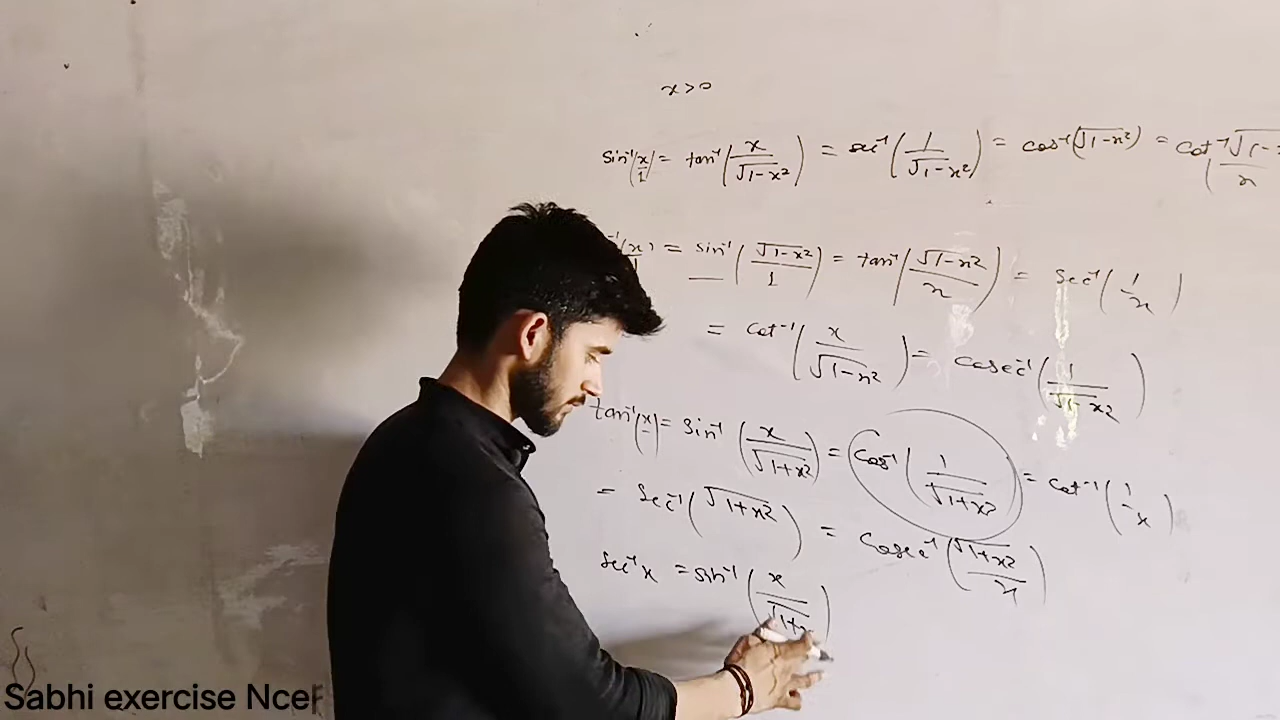 x>0
Sin⁻¹(x/1) = tan⁻¹(x/√1-x²) = sec⁻¹(1/√1-x²) = cos⁻¹(√1-x²) = Cot⁻¹(√1-
⁻¹(x/1) = sin⁻¹(√1-x²/1) = tan⁻¹(√1-x²/x) = Sec⁻¹(1/x)
= Cot⁻¹(x/√1-x²) = Cosec⁻¹(1/√1-x2)
tan⁻¹(x/ ) = Sin⁻¹(x/√1+x²) = Cos⁻¹(1/√1+x²) = Cot⁻¹(1/x)
= Sec⁻¹(√1+x²) = Cosec⁻¹(√1+x²/x)
Sec⁻¹x = sin⁻¹(x/√1+x)
Sabhi exercise Ncer